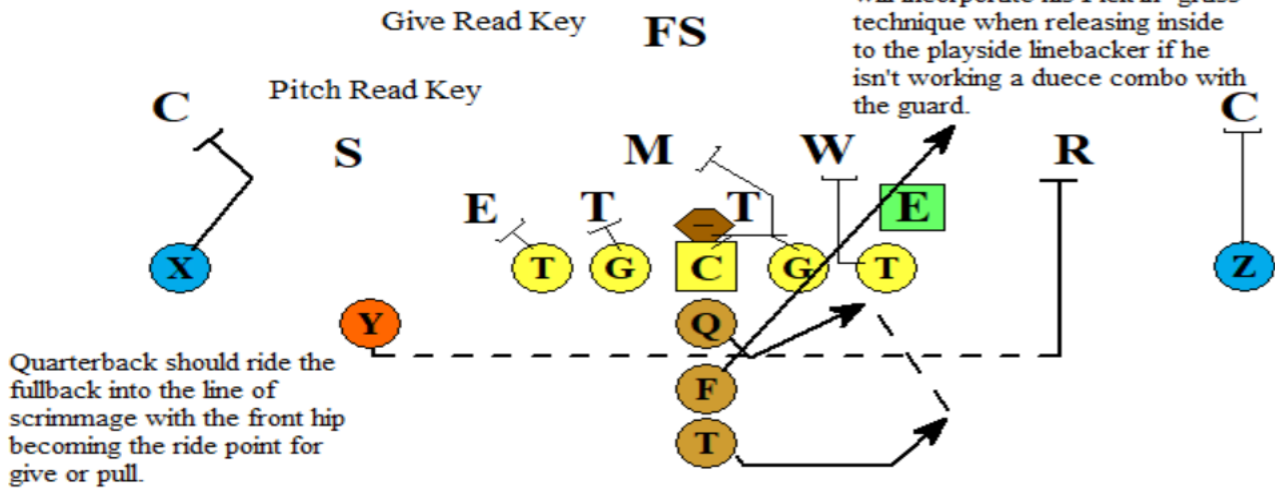 Give Read Key
FS
technique when releasing inside
to the playside linebacker if he
isn't working a duece combo with
the guard.
Pitch Read Key
C
C
S
M
W
R
E
T
T
E
X
T
G
C
G
T
Z
Y
Q
F
T
Quarterback should ride the
fullback into the line of
scrimmage with the front hip
becoming the ride point for
give or pull.